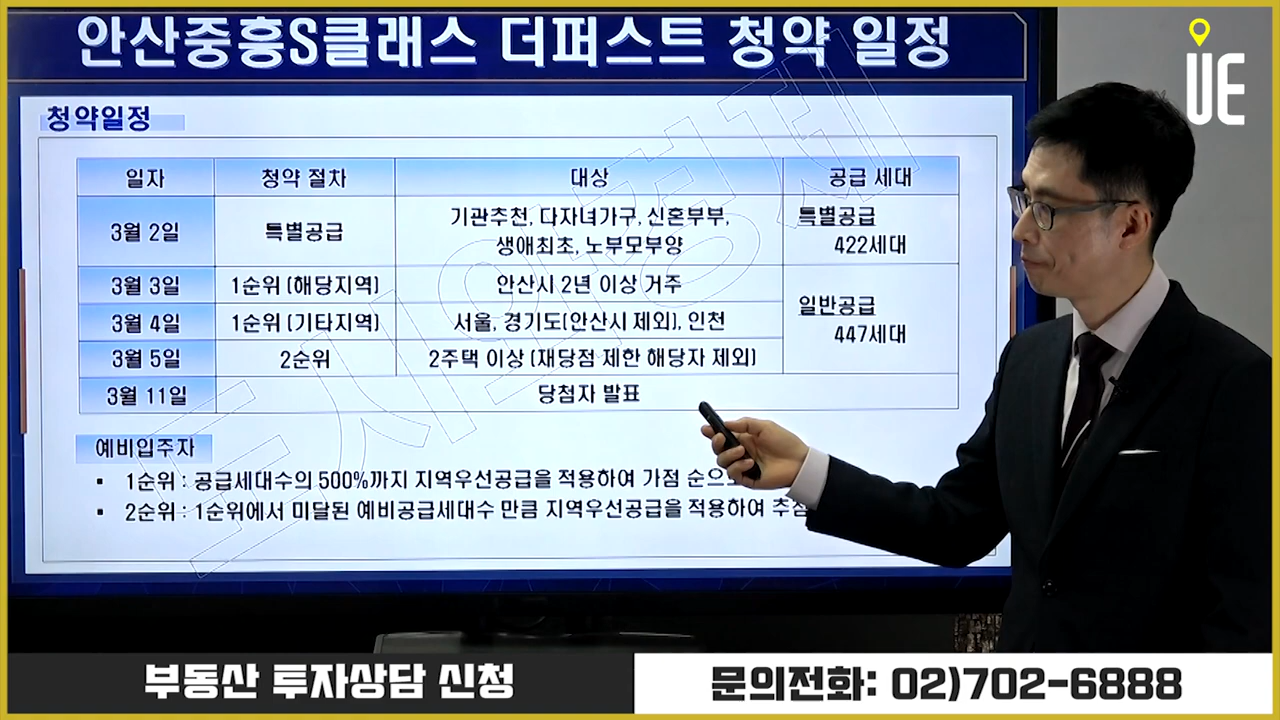 안산중흥S클래스 더퍼스트 청약 일정
UE
청약일정
일자 청약 절차 대상 공급 세대
3월 2일 특별공급 기관추천, 다자녀가구, 신혼부부,
생애최초, 노부모부양
특별공급
422세대
3월 3일 1순위 (해당지역) 안산시 2년 이상 거주
3월 4일 1순위 (기타지역) 서울, 경기도(안산시 제외), 인천
일반공급
447세대
3월 5일 2순위 2주택 이상 (재당점 제한 해당자 제외)
3월 11일 당첨자 발표
예비입주자
▪ 1순위 : 공급세대수의 500%까지 지역우선공급을 적용하여 가점 순으
▪ 2순위 : 1순위에서 미달된 예비공급세대수 만큼 지역우선공급을 적용하여 추첨
도시와경제
부동산 투자상담 신청
문의전화: 02)702-6888